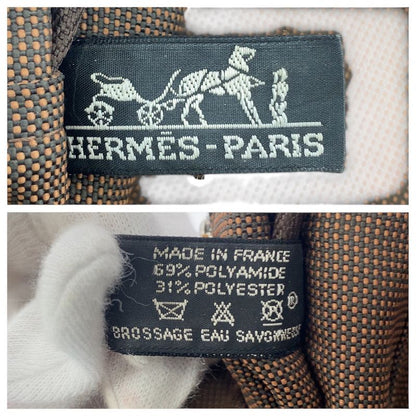 HERMÈS-PARIS
MADE IN FRANCE
69% POLYAMIDE
31% POLYESTER
®
BROSSAGE EAU SAVONNEUSE